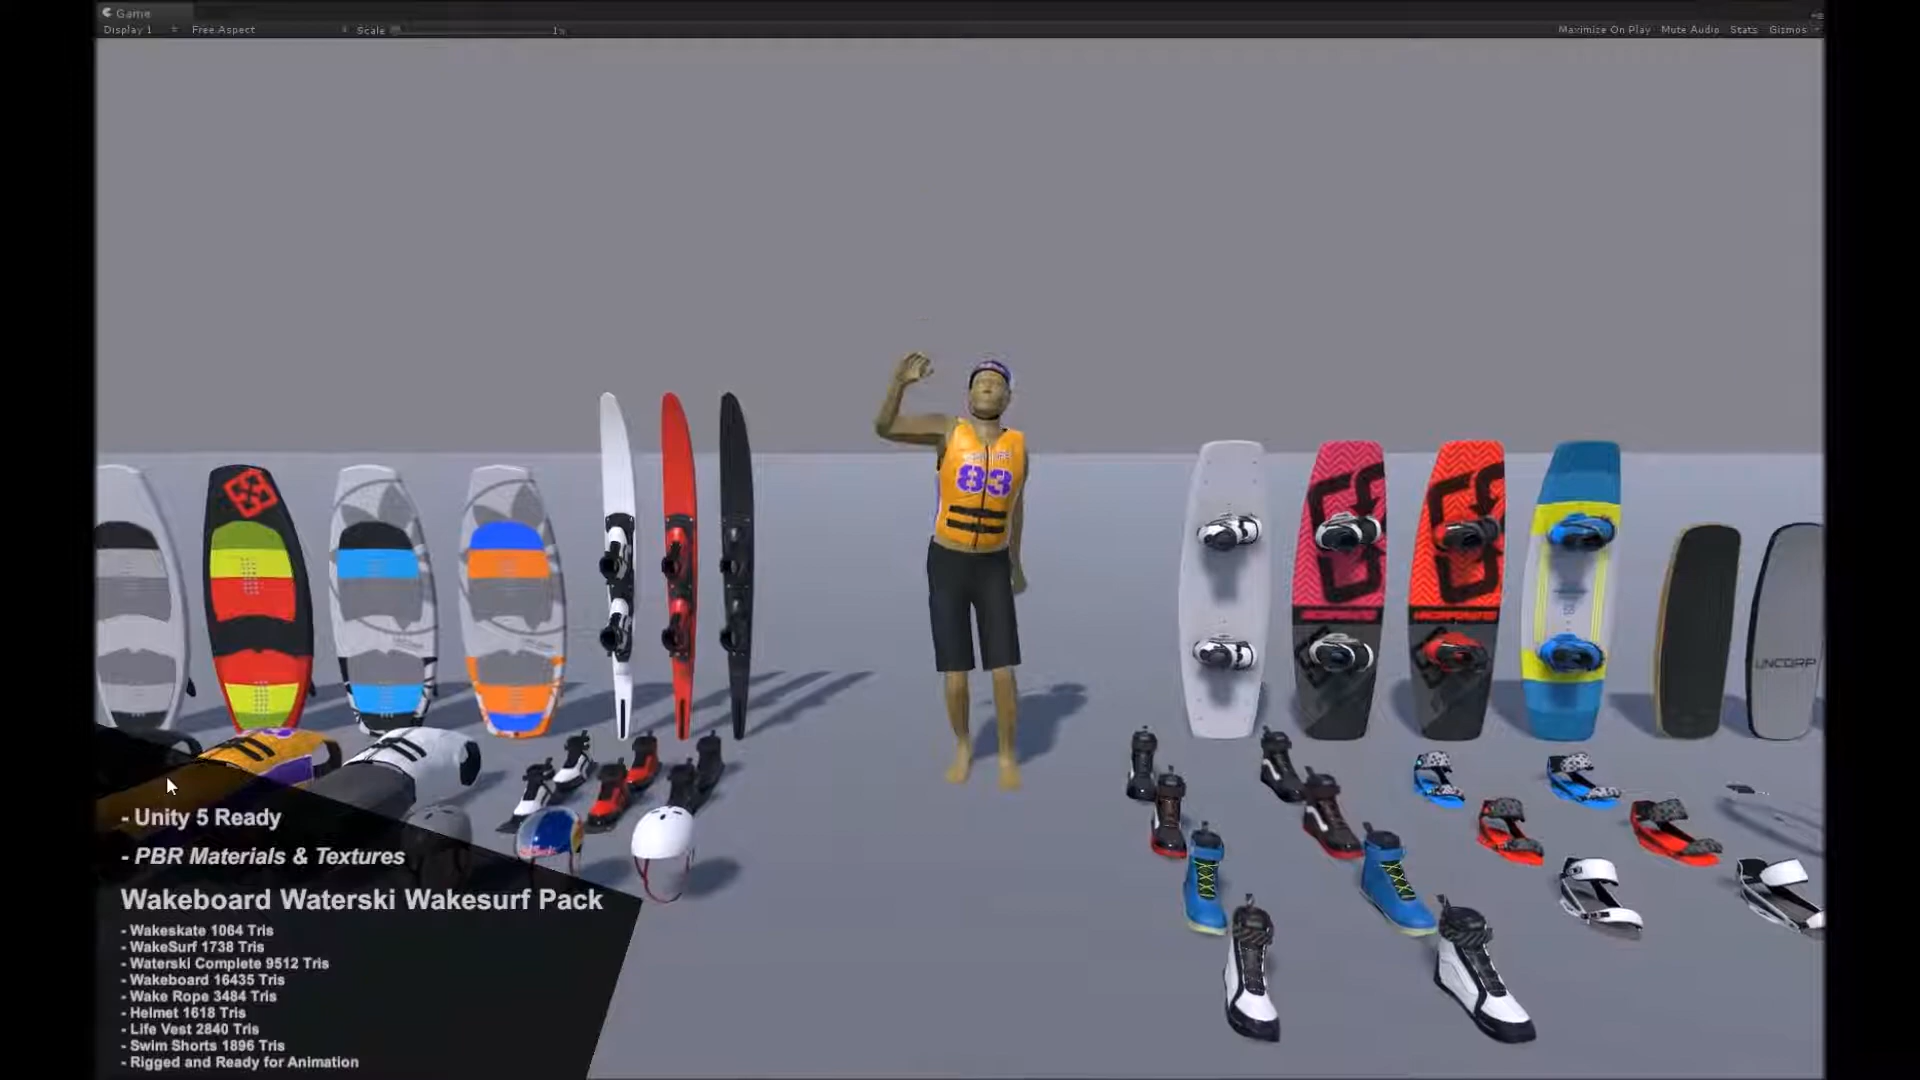 Game
Display 1
Free Aspect
Scale
1x
Maximize On Play
Mute Audio
Stats
Gizmos
83
UNCORP
- Unity 5 Ready
- PBR Materials & Textures
Wakeboard Waterski Wakesurf Pack
- Wakeskate 1064 Tris
- WakeSurf 1738 Tris
- Waterski Complete 9512 Tris
- Wakeboard 16435 Tris
- Wake Rope 3484 Tris
- Helmet 1618 Tris
- Life Vest 2840 Tris
- Swim Shorts 1896 Tris
- Rigged and Ready for Animation